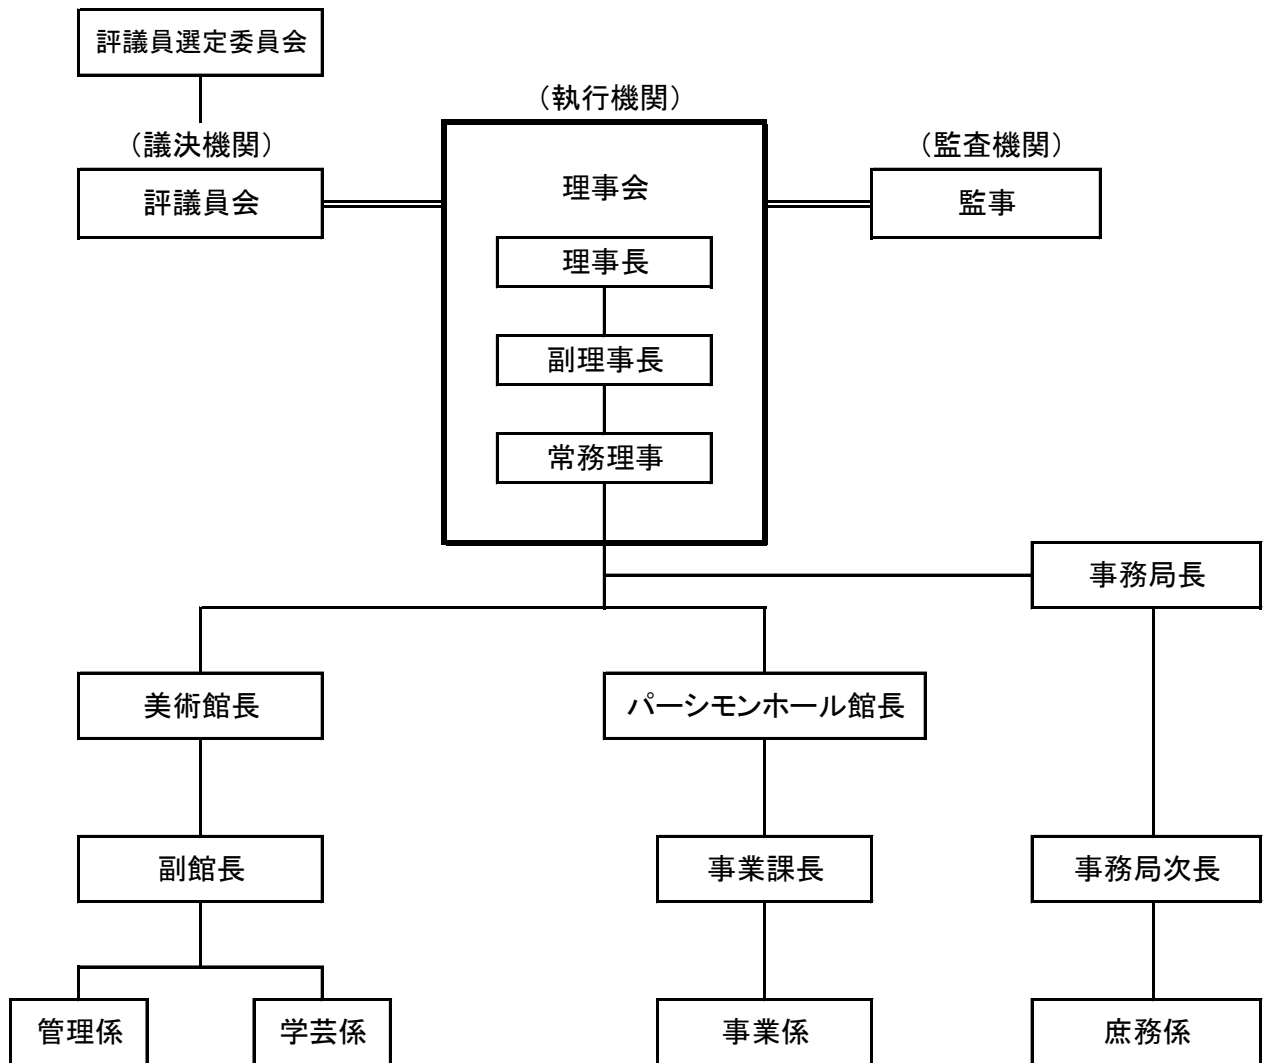 評議員選定委員会
（執行機関）
（議決機関）
（監査機関）
評議員会
理事会
監事
理事長
副理事長
常務理事
事務局長
美術館長
パーシモンホール館長
副館長
事業課長
事務局次長
管理係
学芸係
事業係
庶務係